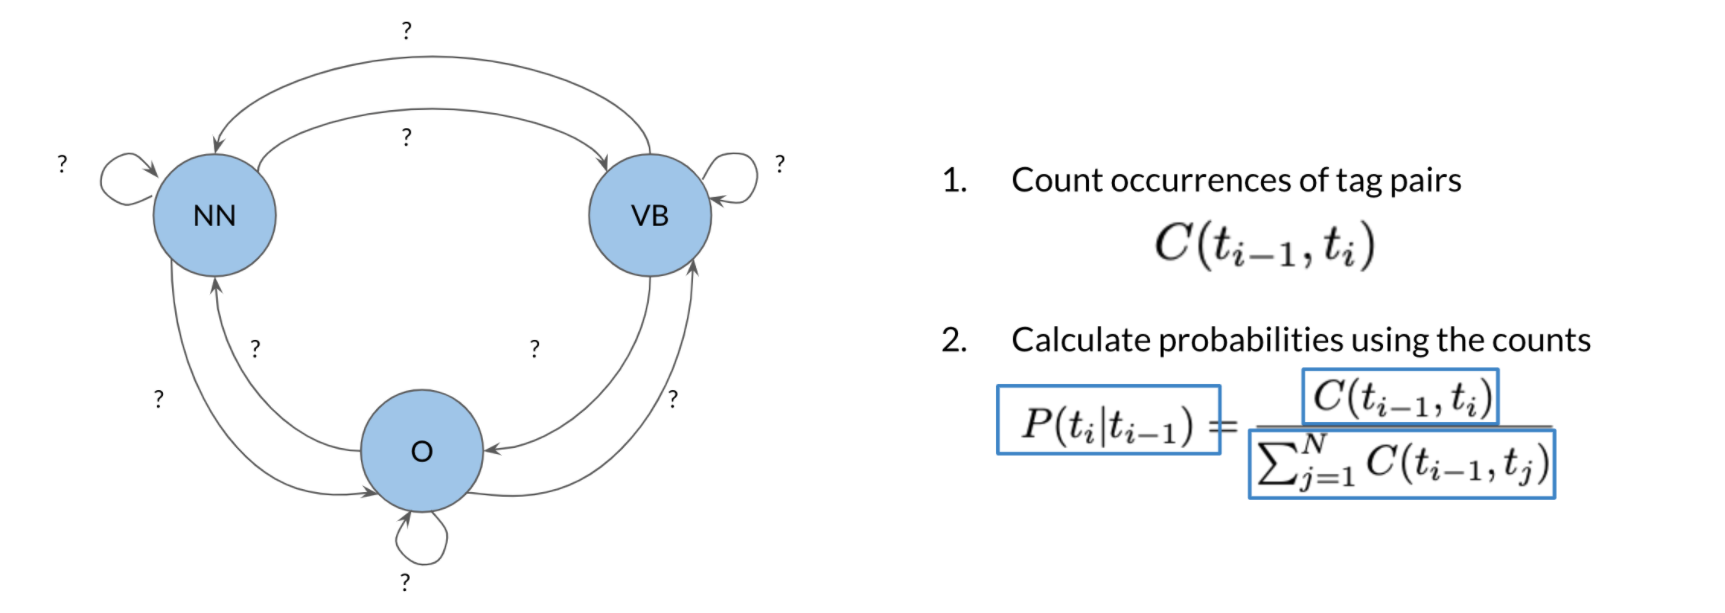 ?
?
?
?
NN
VB
1. Count occurrences of tag pairs
C(t_{i−1}, t_i)
2. Calculate probabilities using the counts
?
?
?
?
P(t_i|t_{i−1}) = \frac{C(t_{i−1}, t_i)}{\sum_{j=1}^{N} C(t_{i−1}, t_j)}
O
?